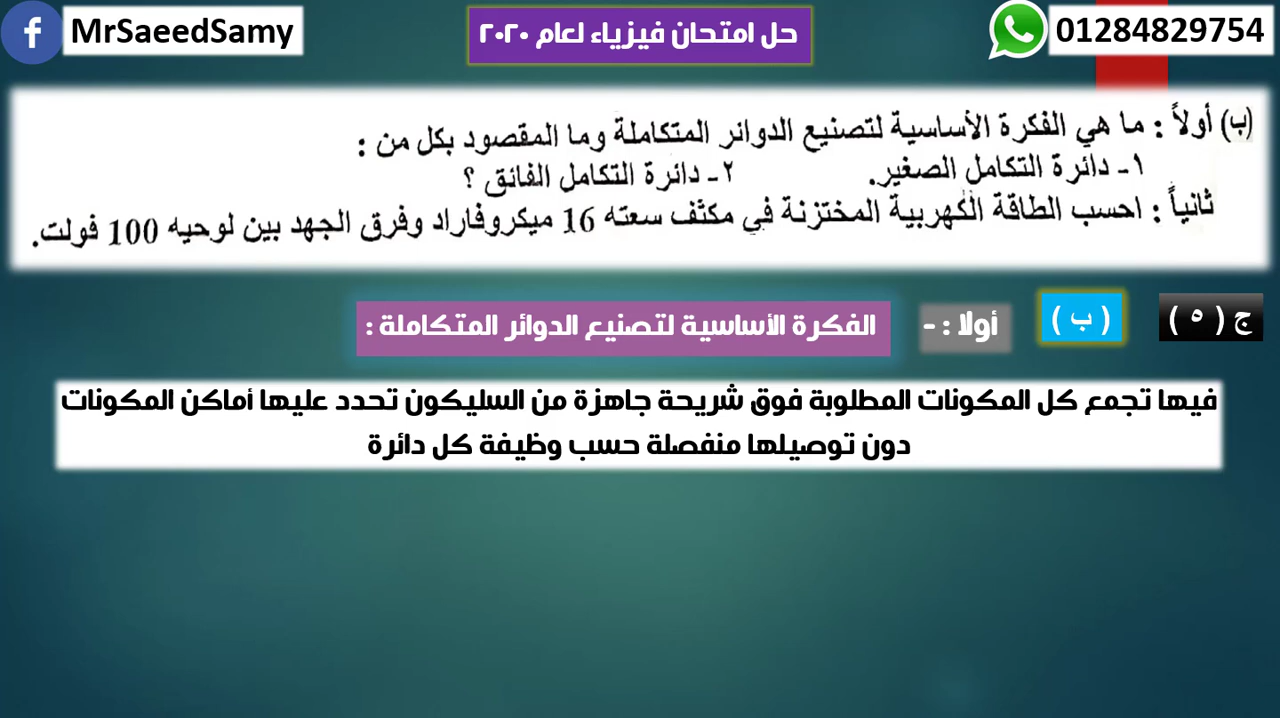 MrSaeedSamy
حل امتحان فيزياء لعام ٢٠٢٠
01284829754
(ب) أولاً : ما هي الفكرة الأساسية لتصنيع الدوائر المتكاملة وما المقصود بكل من :
١- دائرة التكامل الصغير. ٢- دائرة التكامل الفائق ؟
ثانياً : احسب الطاقة الكهربية المختزنة في مكثف سعته 16 ميكروفاراد وفرق الجهد بين لوحيه 100 فولت.
ج ( ٥ ) ( ب ) أولا : - الفكرة الأساسية لتصنيع الدوائر المتكاملة :
فيها تجمع كل المكونات المطلوبة فوق شريحة جاهزة من السليكون تحدد عليها أماكن المكونات
دون توصيلها منفصلة حسب وظيفة كل دائرة